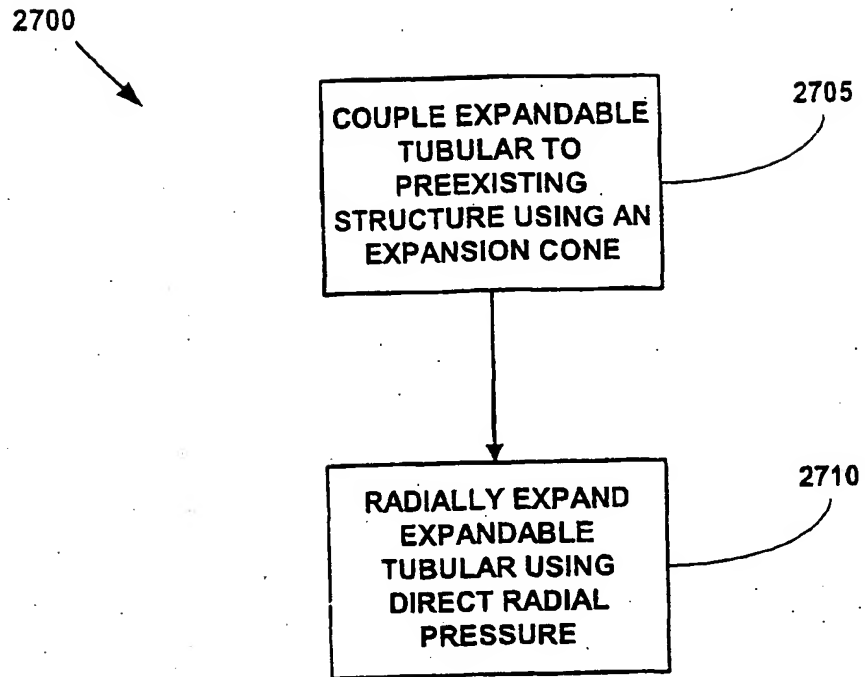 2700
2705
COUPLE EXPANDABLE
TUBULAR TO
PREEXISTING
STRUCTURE USING AN
EXPANSION CONE
2710
RADIALLY EXPAND
EXPANDABLE
TUBULAR USING
DIRECT RADIAL
PRESSURE